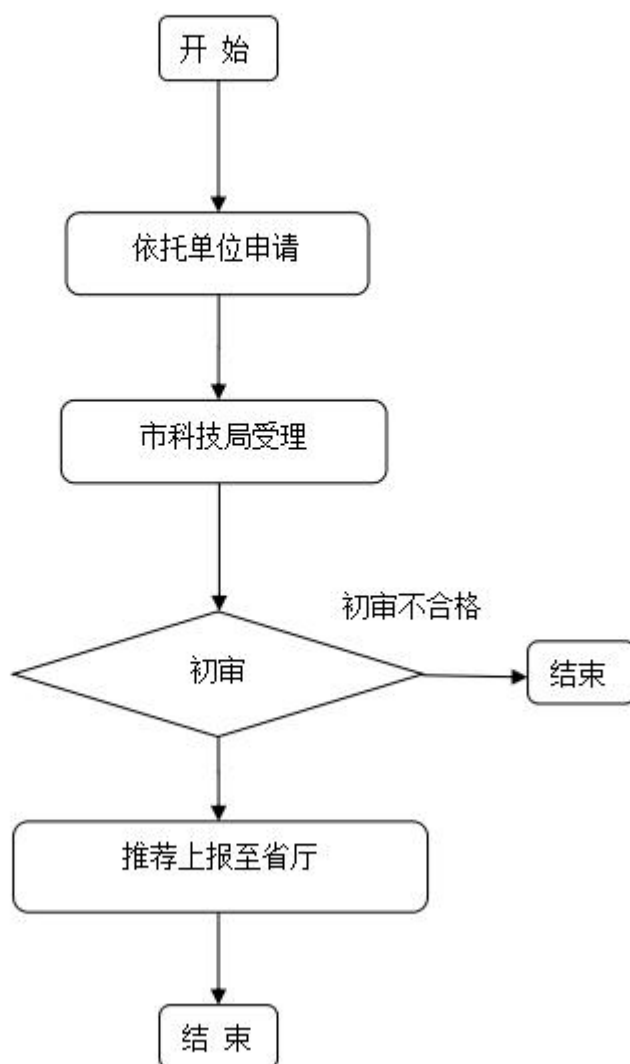 开 始
依托单位申请
市科技局受理
初审不合格
初审
结束
推荐上报至省厅
结 束